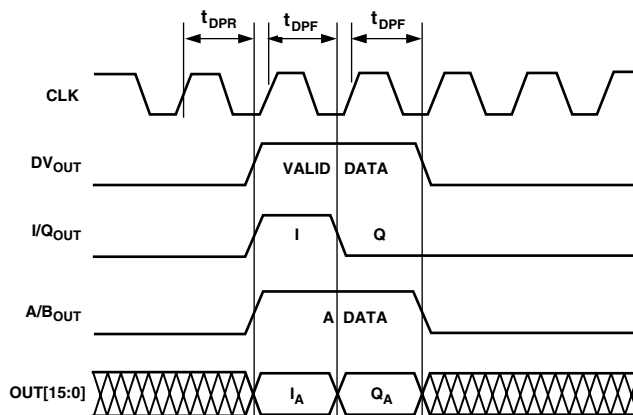 tDPR tDPF tDPF
CLK
DVOUT
VALID DATA
I/QOUT
I Q
A/BOUT
A DATA
OUT[15:0]
IA QA